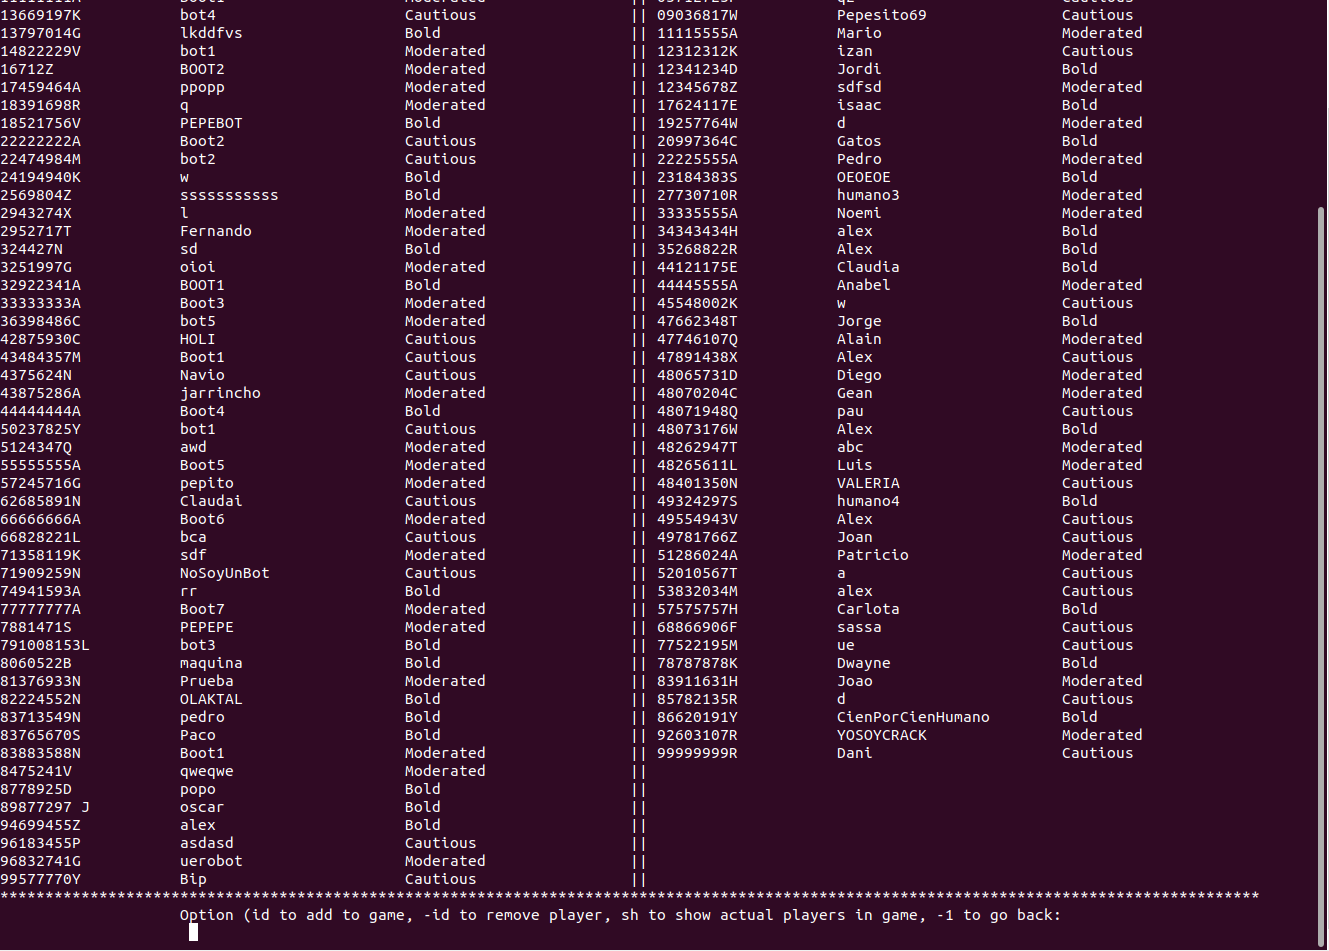 13669197K bot4 Cautious || 09036817W Pepesito69 Cautious
13797014G lkddfvs Bold || 11115555A Mario Moderated
14822229V bot1 Moderated || 12312312K izan Cautious
16712Z BOOT2 Moderated || 12341234D Jordi Bold
17459464A ppopp Moderated || 12345678Z sdfsd Moderated
18391698R q Moderated || 17624117E isaac Bold
18521756V PEPEBOT Bold || 19257764W d Moderated
22222222A Boot2 Cautious || 20997364C Gatos Bold
22474984M bot2 Cautious || 22225555A Pedro Moderated
24194940K w Bold || 23184383S OEOEOE Bold
2569804Z sssssssssss Bold || 27730710R humano3 Moderated
2943274X l Moderated || 33335555A Noemi Moderated
2952717T Fernando Moderated || 34343434H alex Bold
324427N sd Bold || 35268822R Alex Bold
3251997G oioi Moderated || 44121175E Claudia Bold
32922341A BOOT1 Bold || 44445555A Anabel Moderated
33333333A Boot3 Moderated || 45548002K w Cautious
36398486C bot5 Moderated || 47662348T Jorge Bold
42875930C HOLI Cautious || 47746107Q Alain Moderated
43484357M Boot1 Cautious || 47891438X Alex Cautious
4375624N Navio Cautious || 48065731D Diego Moderated
43875286A jarrincho Moderated || 48070204C Gean Moderated
44444444A Boot4 Bold || 48071948Q pau Cautious
50237825Y bot1 Cautious || 48073176W Alex Bold
5124347Q awd Moderated || 48262947T abc Moderated
55555555A Boot5 Moderated || 48265611L Luis Moderated
57245716G pepito Moderated || 48401350N VALERIA Cautious
62685891N Claudai Cautious || 49324297S humano4 Bold
66666666A Boot6 Moderated || 49554943V Alex Cautious
66828221L bca Cautious || 49781766Z Joan Cautious
71358119K sdf Moderated || 51286024A Patricio Moderated
71909259N NoSoyUnBot Cautious || 52010567T a Cautious
74941593A rr Bold || 53832034M alex Cautious
77777777A Boot7 Moderated || 57575757H Carlota Bold
7881471S PEPEPE Moderated || 68866906F sassa Cautious
791008153L bot3 Bold || 77522195M ue Cautious
8060522B maquina Bold || 78787878K Dwayne Bold
81376933N Prueba Moderated || 83911631H Joao Moderated
82224552N OLAKTAL Bold || 85782135R d Cautious
83713549N pedro Bold || 86620191Y CienPorCienHumano Bold
83765670S Paco Bold || 92603107R YOSOYCRACK Moderated
83883588N Boot1 Moderated || 99999999R Dani Cautious
8475241V qweqwe Moderated ||
8778925D popo Bold ||
89877297 J oscar Bold ||
94699455Z alex Bold ||
96183455P asdasd Cautious ||
96832741G uerobot Moderated ||
99577770Y Bip Cautious ||
********************************************************************************************************************************************
Option (id to add to game, -id to remove player, sh to show actual players in game, -1 to go back: